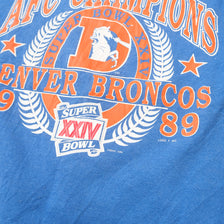 AFC CHAMPIONS
SUPER BOWL XXIV
DENVER BRONCOS
19 89
SUPER
XXIV
BOWL